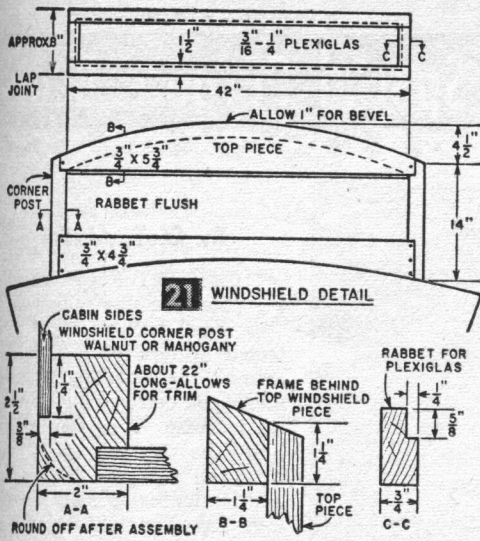 APPROX.8"
1 1/2"
3/16"-1/4" PLEXIGLAS
C
C
LAP
JOINT
42"
ALLOW 1" FOR BEVEL
B
4 1/2"
3/4" X 5 3/4"
TOP PIECE
B
CORNER
POST
RABBET FLUSH
A
A
14"
3/4" X 4 3/4"
21 WINDSHIELD DETAIL
CABIN SIDES
WINDSHIELD CORNER POST
WALNUT OR MAHOGANY
2 1/2"
1 1/4"
ABOUT 22"
LONG-ALLOWS
FOR TRIM
3/8"
2"
A-A
ROUND OFF AFTER ASSEMBLY
FRAME BEHIND
TOP WINDSHIELD
PIECE
1 1/4"
1 1/4"
TOP
PIECE
B-B
RABBET FOR
PLEXIGLAS
1/4"
5/8"
3/4"
C-C